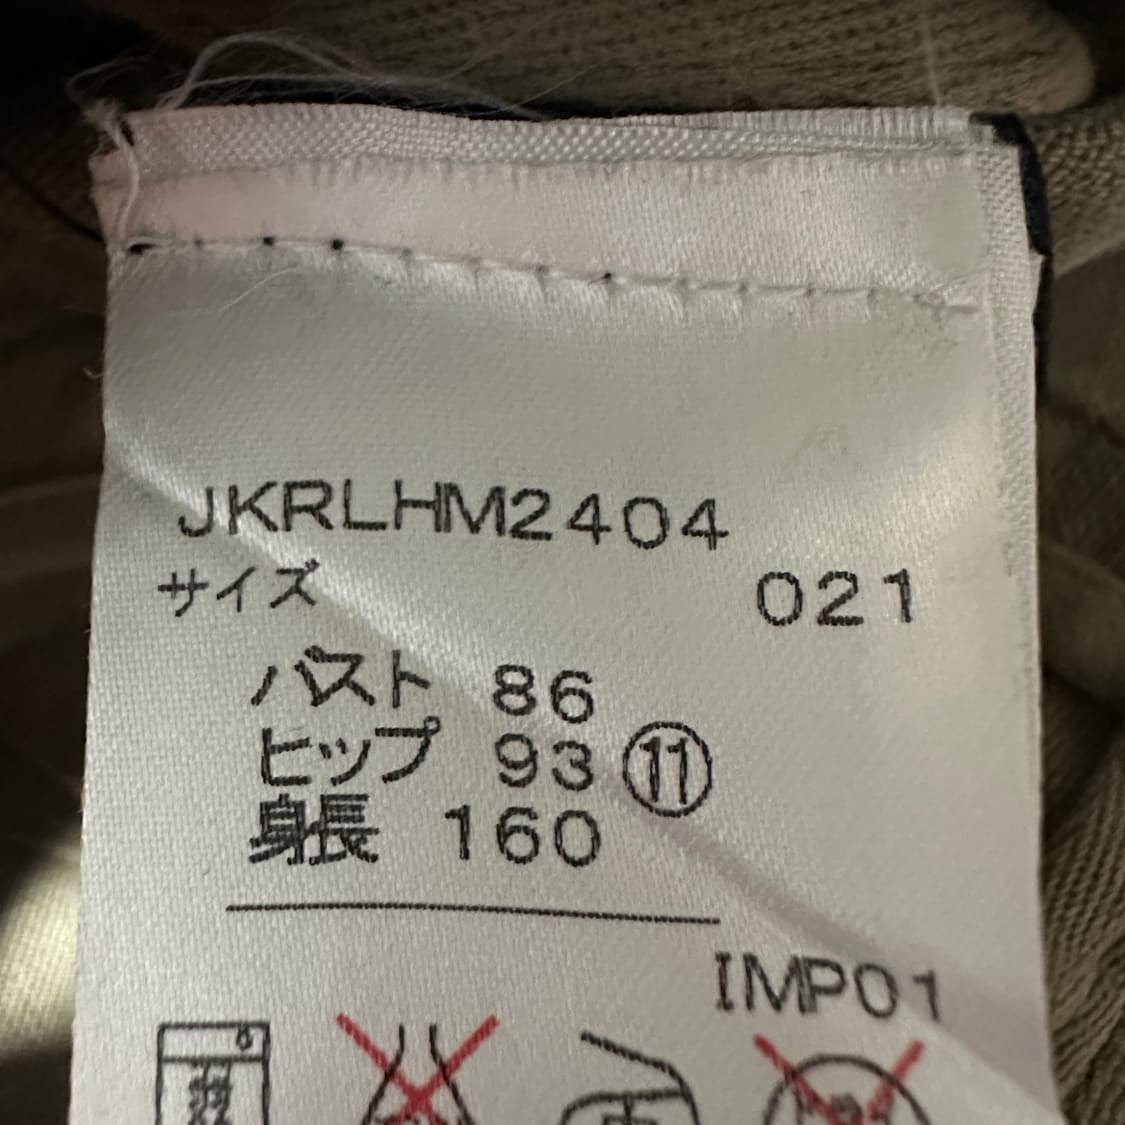 JKRLHM2404
サイズ 021
バスト 86
ヒップ 93 ⑪
身長 160
IMP01